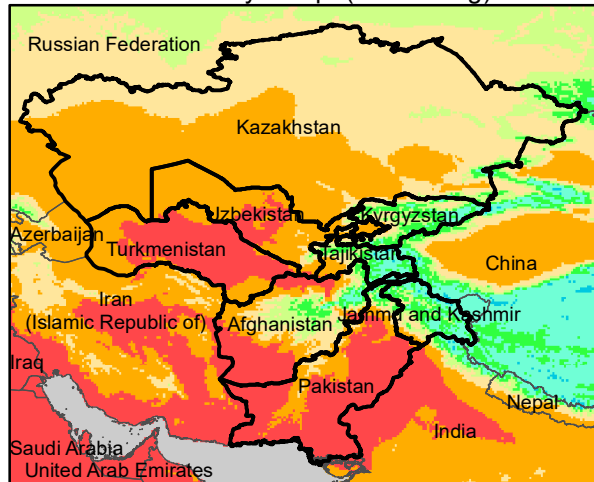 Russian Federation
Kazakhstan
Uzbekistan
Kyrgyzstan
Azerbaijan
Turkmenistan
Tajikistan
China
Iran
(Islamic Republic of)
Afghanistan
Jammu and Kashmir
Iraq
Pakistan
Nepal
India
Saudi Arabia
United Arab Emirates